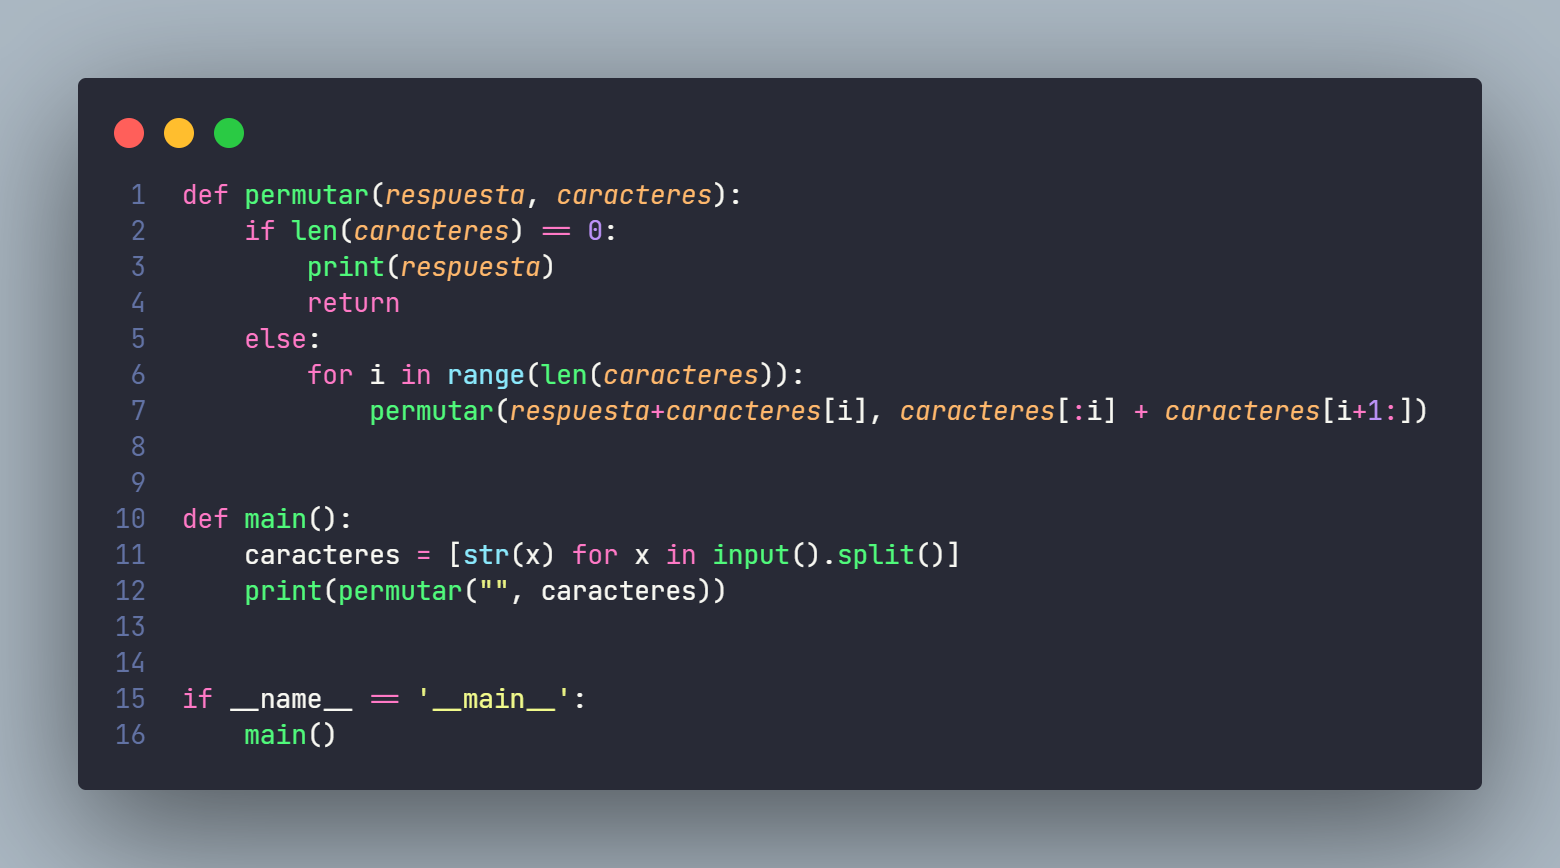 1 def permutar(respuesta, caracteres):
2     if len(caracteres) == 0:
3         print(respuesta)
4         return
5     else:
6         for i in range(len(caracteres)):
7             permutar(respuesta+caracteres[i], caracteres[:i] + caracteres[i+1:])
8
9
10 def main():
11     caracteres = [str(x) for x in input().split()]
12     print(permutar("", caracteres))
13
14
15 if __name__ == '__main__':
16     main()